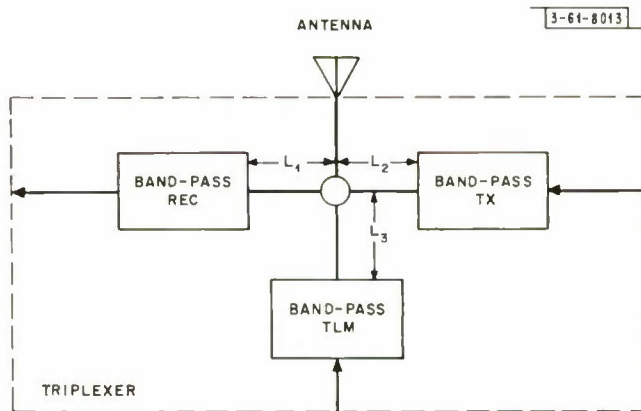 3-61-8013
ANTENNA
L1
L2
BAND-PASS
REC
BAND-PASS
TX
L3
BAND-PASS
TLM
TRIPLEXER